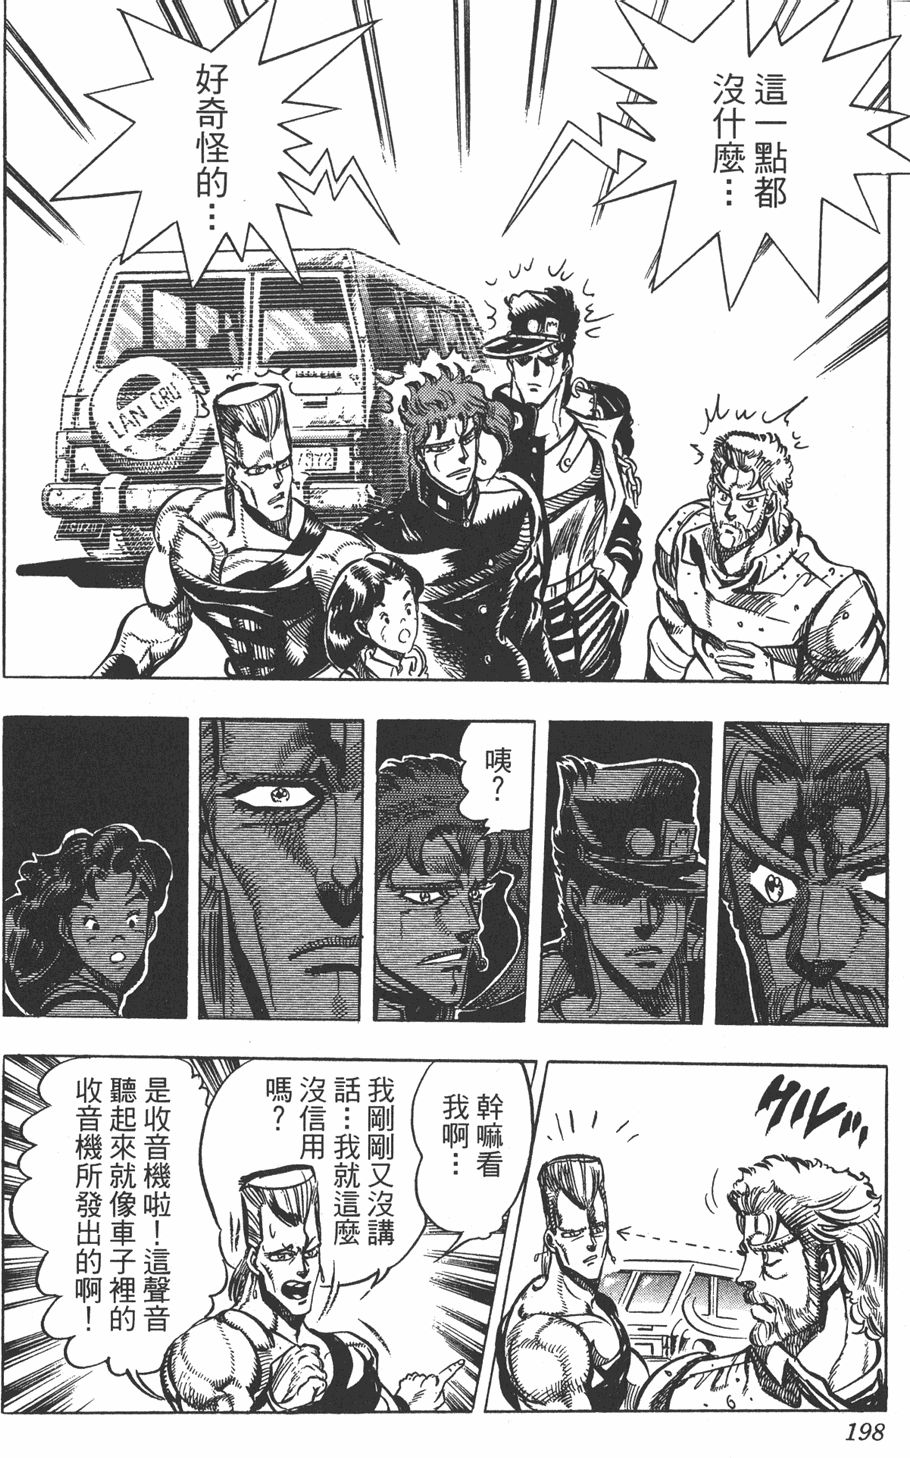 這一點都
沒什麼…
好奇怪的…
LAN CRU
咦?
ケルレ
幹嘛看
我啊…
我剛剛又沒講
話…我就這麼
沒信用
嗎?
是收音機啦！這聲音
聽起來就像車子裡的
收音機所發出的啊！
198